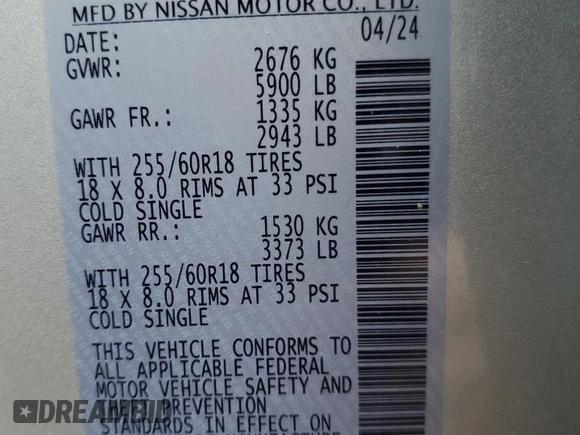 MFD BY NISSAN MOTOR CO., LTD.
DATE: 04/24
GVWR: 2676 KG
5900 LB
GAWR FR.: 1335 KG
2943 LB
WITH 255/60R18 TIRES
18 X 8.0 RIMS AT 33 PSI
COLD SINGLE
GAWR RR.: 1530 KG
3373 LB
WITH 255/60R18 TIRES
18 X 8.0 RIMS AT 33 PSI
COLD SINGLE
THIS VEHICLE CONFORMS TO
ALL APPLICABLE FEDERAL
MOTOR VEHICLE SAFETY AND
THEFT PREVENTION
STANDARDS IN EFFECT ON
DREAMBID